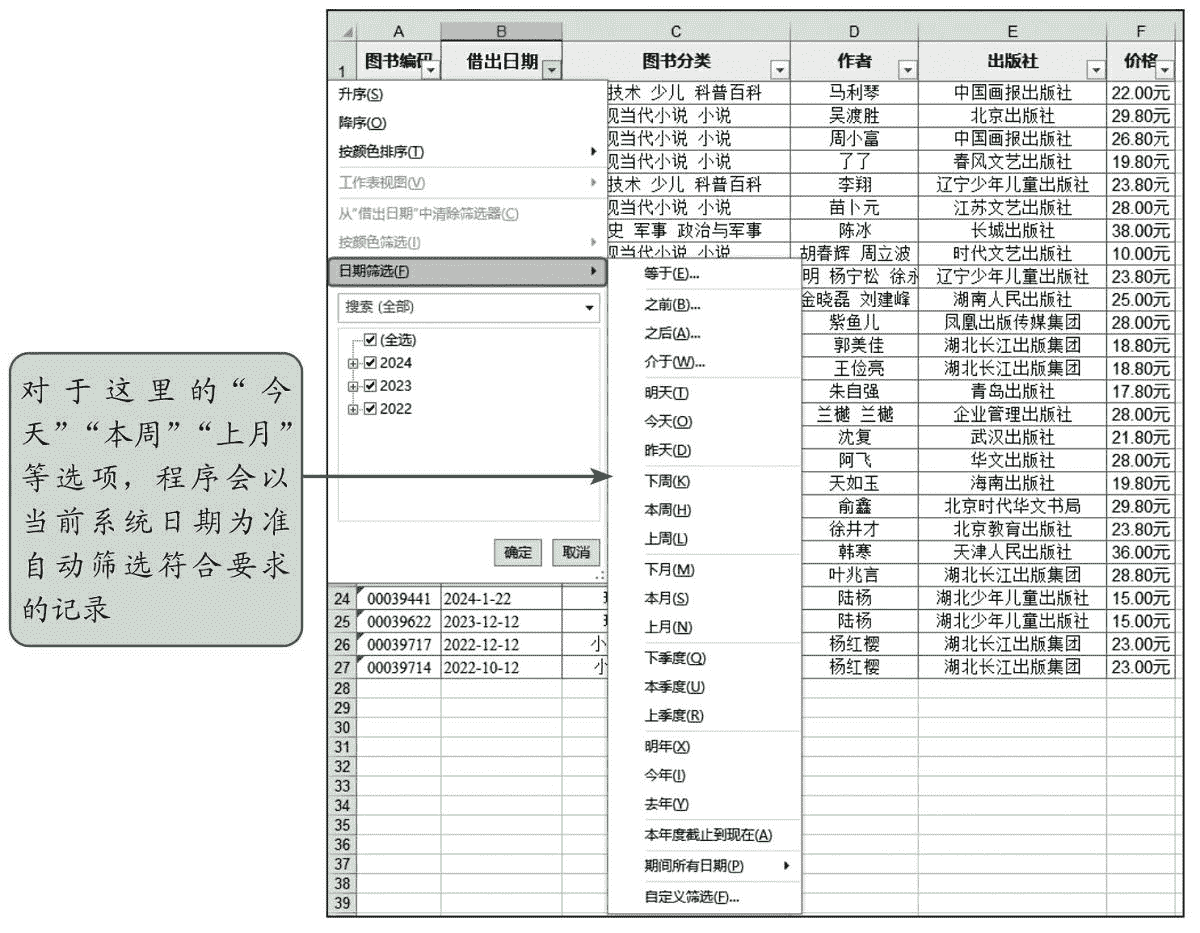 A B C D E F
1 图书编码 借出日期 图书分类 作者 出版社 价格
升序(S)
降序(O)
按颜色排序(T)
工作表视图(V)
从"借出日期"中清除筛选器(C)
按颜色筛选(I)
日期筛选(F)
搜索 (全部)
(全选)
2024
2023
2022
确定 取消
技术 少儿 科普百科 马利琴 中国画报出版社 22.00元
现当代小说 小说 吴渡胜 北京出版社 29.80元
现当代小说 小说 周小富 中国画报出版社 26.80元
现当代小说 小说 了了 春风文艺出版社 19.80元
技术 少儿 科普百科 李翔 辽宁少年儿童出版社 23.80元
现当代小说 小说 苗卜元 江苏文艺出版社 28.00元
史 军事 政治与军事 陈冰 长城出版社 38.00元
现当代小说 小说 胡春辉 周立波 时代文艺出版社 10.00元
明 杨宁松 徐永 辽宁少年儿童出版社 23.80元
金晓磊 刘建峰 湖南人民出版社 25.00元
紫鱼儿 凤凰出版传媒集团 28.00元
郭美佳 湖北长江出版集团 18.80元
王俭亮 湖北长江出版集团 18.80元
朱自强 青岛出版社 17.80元
兰樾 兰樾 企业管理出版社 28.00元
沈复 武汉出版社 21.80元
阿飞 华文出版社 28.00元
天如玉 海南出版社 19.80元
俞鑫 北京时代华文书局 29.80元
徐井才 北京教育出版社 23.80元
韩寒 天津人民出版社 36.00元
叶兆言 湖北长江出版集团 28.80元
24 00039441 2024-1-22 陆杨 湖北少年儿童出版社 15.00元
25 00039622 2023-12-12 陆杨 湖北少年儿童出版社 15.00元
26 00039717 2022-12-12 小 杨红樱 湖北长江出版集团 23.00元
27 00039714 2022-10-12 小 杨红樱 湖北长江出版集团 23.00元
28
29
30
31
32
33
34
35
36
37
38
39
等于(E)...
之前(B)...
之后(A)...
介于(W)...
明天(T)
今天(O)
昨天(D)
下周(K)
本周(H)
上周(L)
下月(M)
本月(S)
上月(N)
下季度(Q)
本季度(U)
上季度(R)
明年(X)
今年(I)
去年(Y)
本年度截止到现在(A)
期间所有日期(P)
自定义筛选(F)...
对于这里的“今
天”“本周”“上月”
等选项，程序会以
当前系统日期为准
自动筛选符合要求
的记录